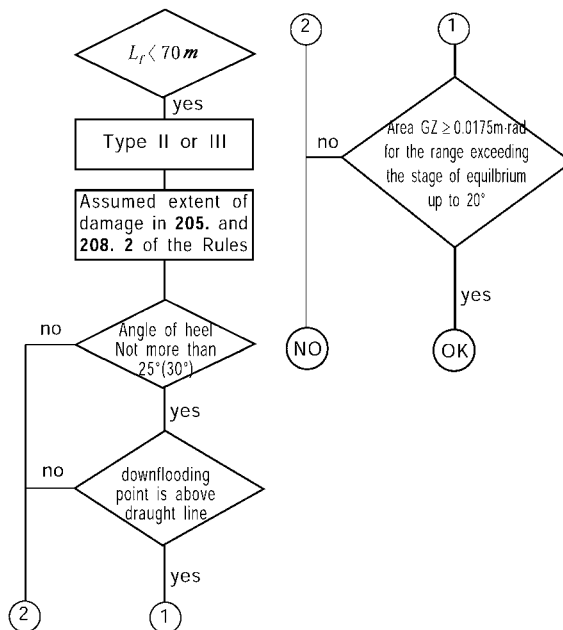 L_f < 70 m
yes
Type II or III
Assumed extent of
damage in 205. and
208. 2 of the Rules
no
Angle of heel
Not more than
25°(30°)
yes
no
downflooding
point is above
draught line
yes
2
1
2
1
no
Area GZ ≥ 0.0175m·rad
for the range exceeding
the stage of equilbrium
up to 20°
yes
NO
OK